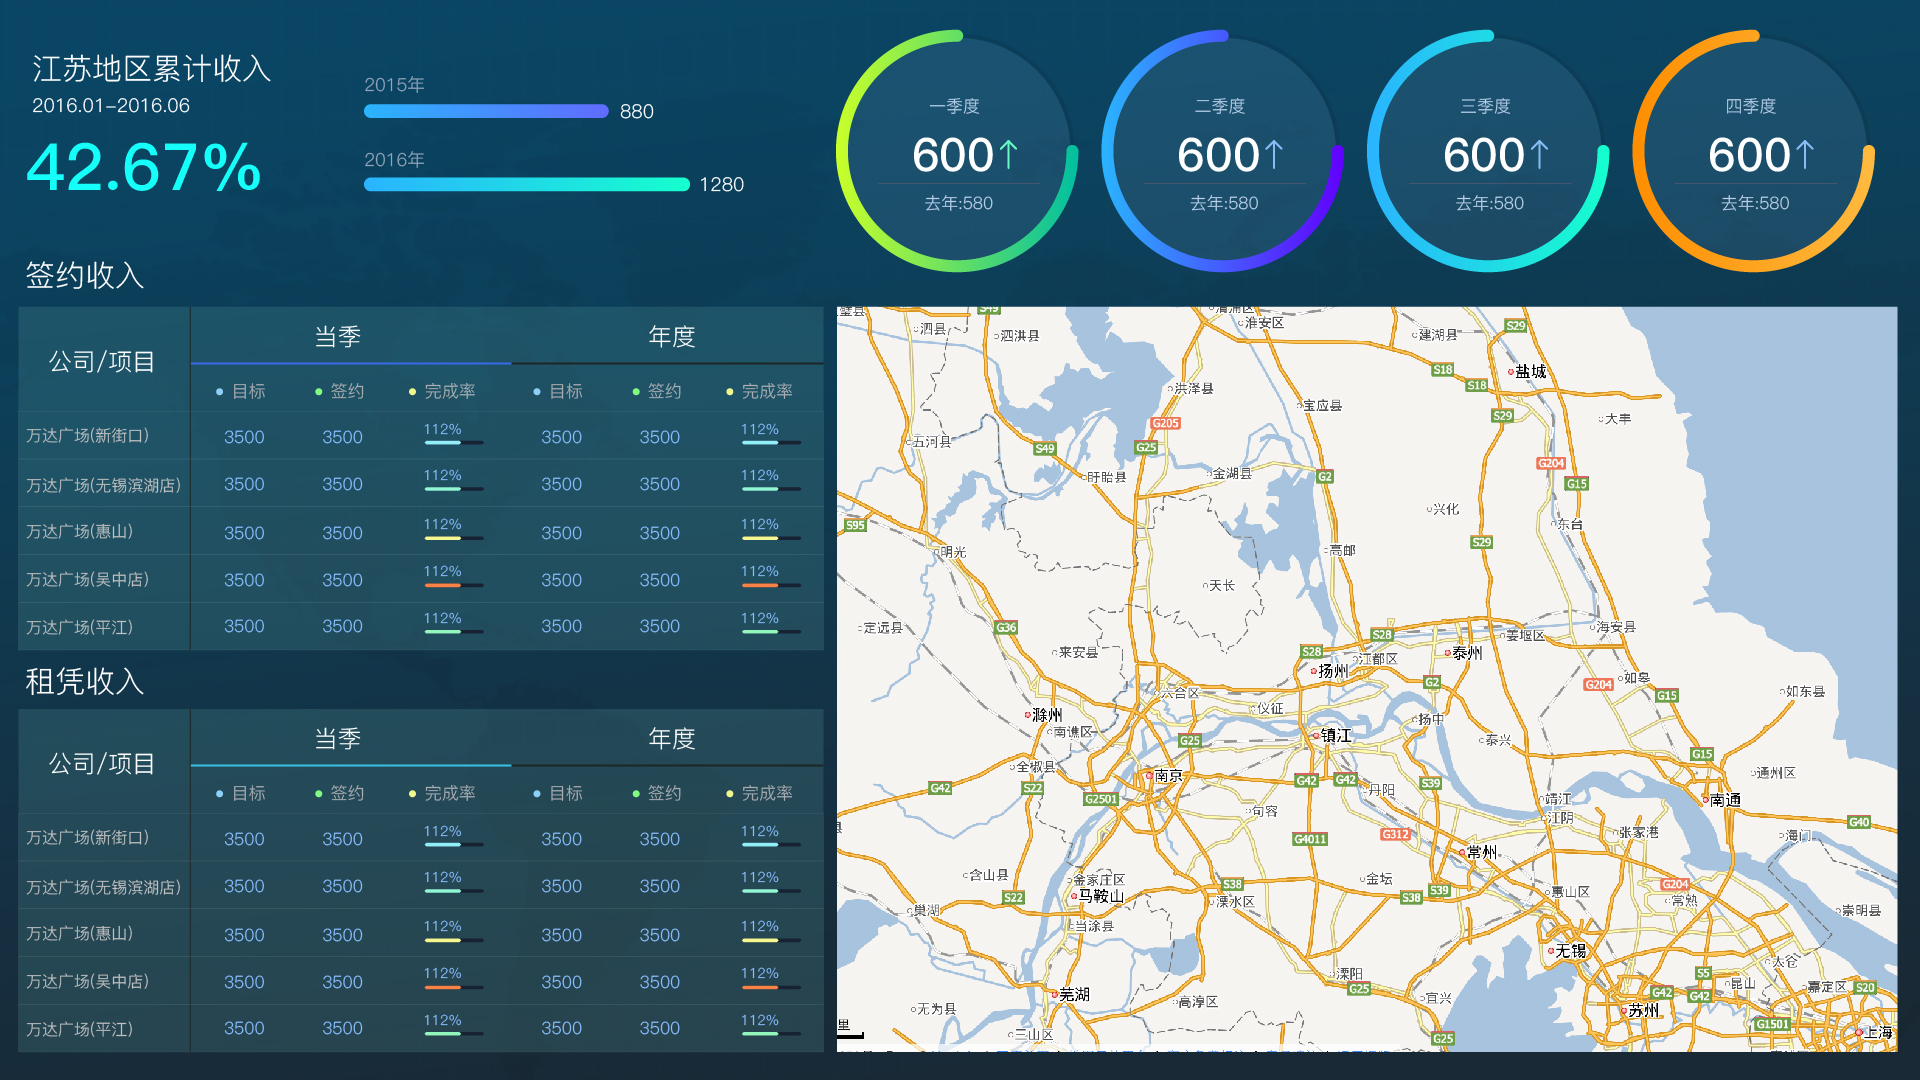 江苏地区累计收入
2016.01-2016.06
42.67%
2015年
880
2016年
1280
一季度
600↑
去年:580
二季度
600↑
去年:580
三季度
600↑
去年:580
四季度
600↑
去年:580
签约收入
公司/项目 当季 年度
目标 签约 完成率 目标 签约 完成率
万达广场(新街口) 3500 3500 112% 3500 3500 112%
万达广场(无锡滨湖店) 3500 3500 112% 3500 3500 112%
万达广场(惠山) 3500 3500 112% 3500 3500 112%
万达广场(吴中店) 3500 3500 112% 3500 3500 112%
万达广场(平江) 3500 3500 112% 3500 3500 112%
租凭收入
公司/项目 当季 年度
目标 签约 完成率 目标 签约 完成率
万达广场(新街口) 3500 3500 112% 3500 3500 112%
万达广场(无锡滨湖店) 3500 3500 112% 3500 3500 112%
万达广场(惠山) 3500 3500 112% 3500 3500 112%
万达广场(吴中店) 3500 3500 112% 3500 3500 112%
万达广场(平江) 3500 3500 112% 3500 3500 112%
泗县
泗洪县
S49
淮安区
建湖县
S29
S18
S18
盐城
洪泽县
宝应县
S29
大丰
G205
五河县
S49
G25
G204
盱眙县
金湖县
G2
G15
兴化
S95
东台
明光
高邮
S29
天长
定远县
G36
S28
姜堰区
海安县
来安县
S28
江都区
泰州
扬州
G2
G204
如皋
G15
如东县
六合区
仪征
滁州
南谯区
扬中
镇江
G25
泰兴
G15
全椒县
南京
通州区
G42
S22
G42
G42
S39
丹阳
G2501
靖江
南通
句容
江阴
G40
G312
张家港
海门
G4011
常州
含山县
金家庄区
金坛
S38
S39
G204
S22
马鞍山
溧水区
S38
惠山区
常熟
巢湖
当涂县
崇明县
无锡
太仓
溧阳
S5
芜湖
G25
宜兴
G42
G42
昆山
嘉定区
S20
无为县
高淳区
苏州
里
三山区
G25
G1501
上海